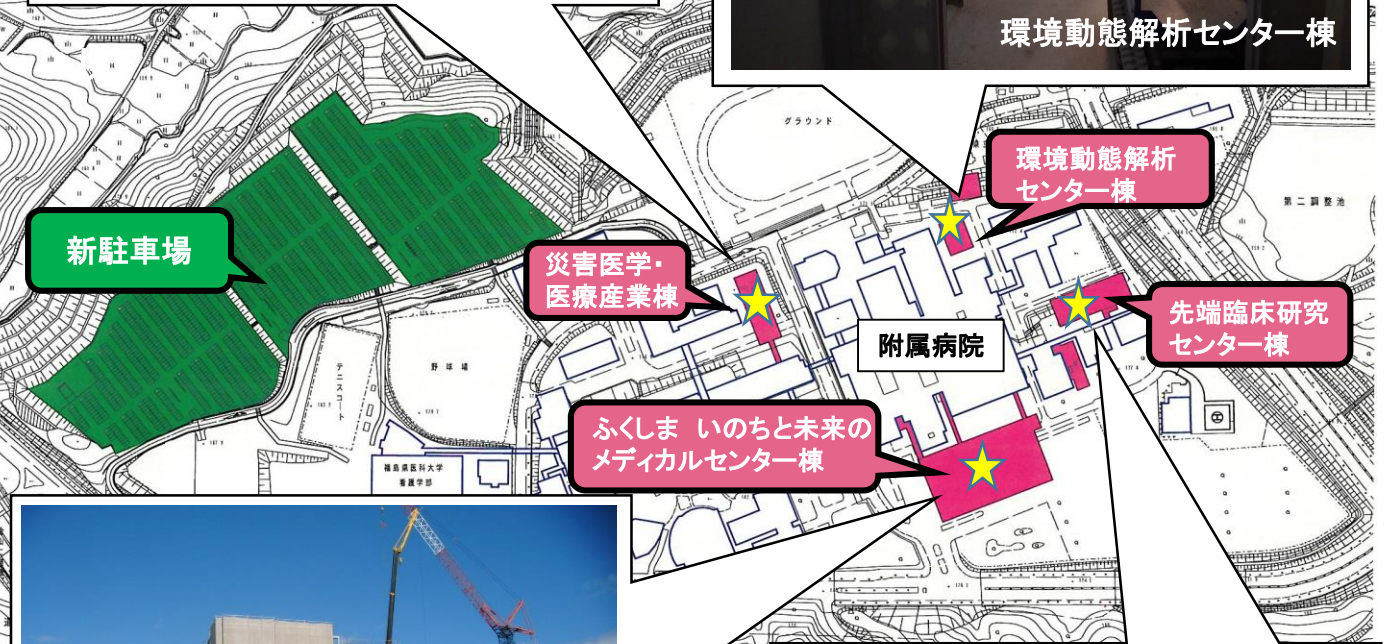 環境動態解析センター棟
グラウンド
環境動態解析
センター棟
第二調整池
新駐車場
災害医学・
医療産業棟
先端臨床研究
センター棟
附属病院
テニスコート
野球場
ふくしま いのちと未来の
メディカルセンター棟
福島県医科大学
看護学部